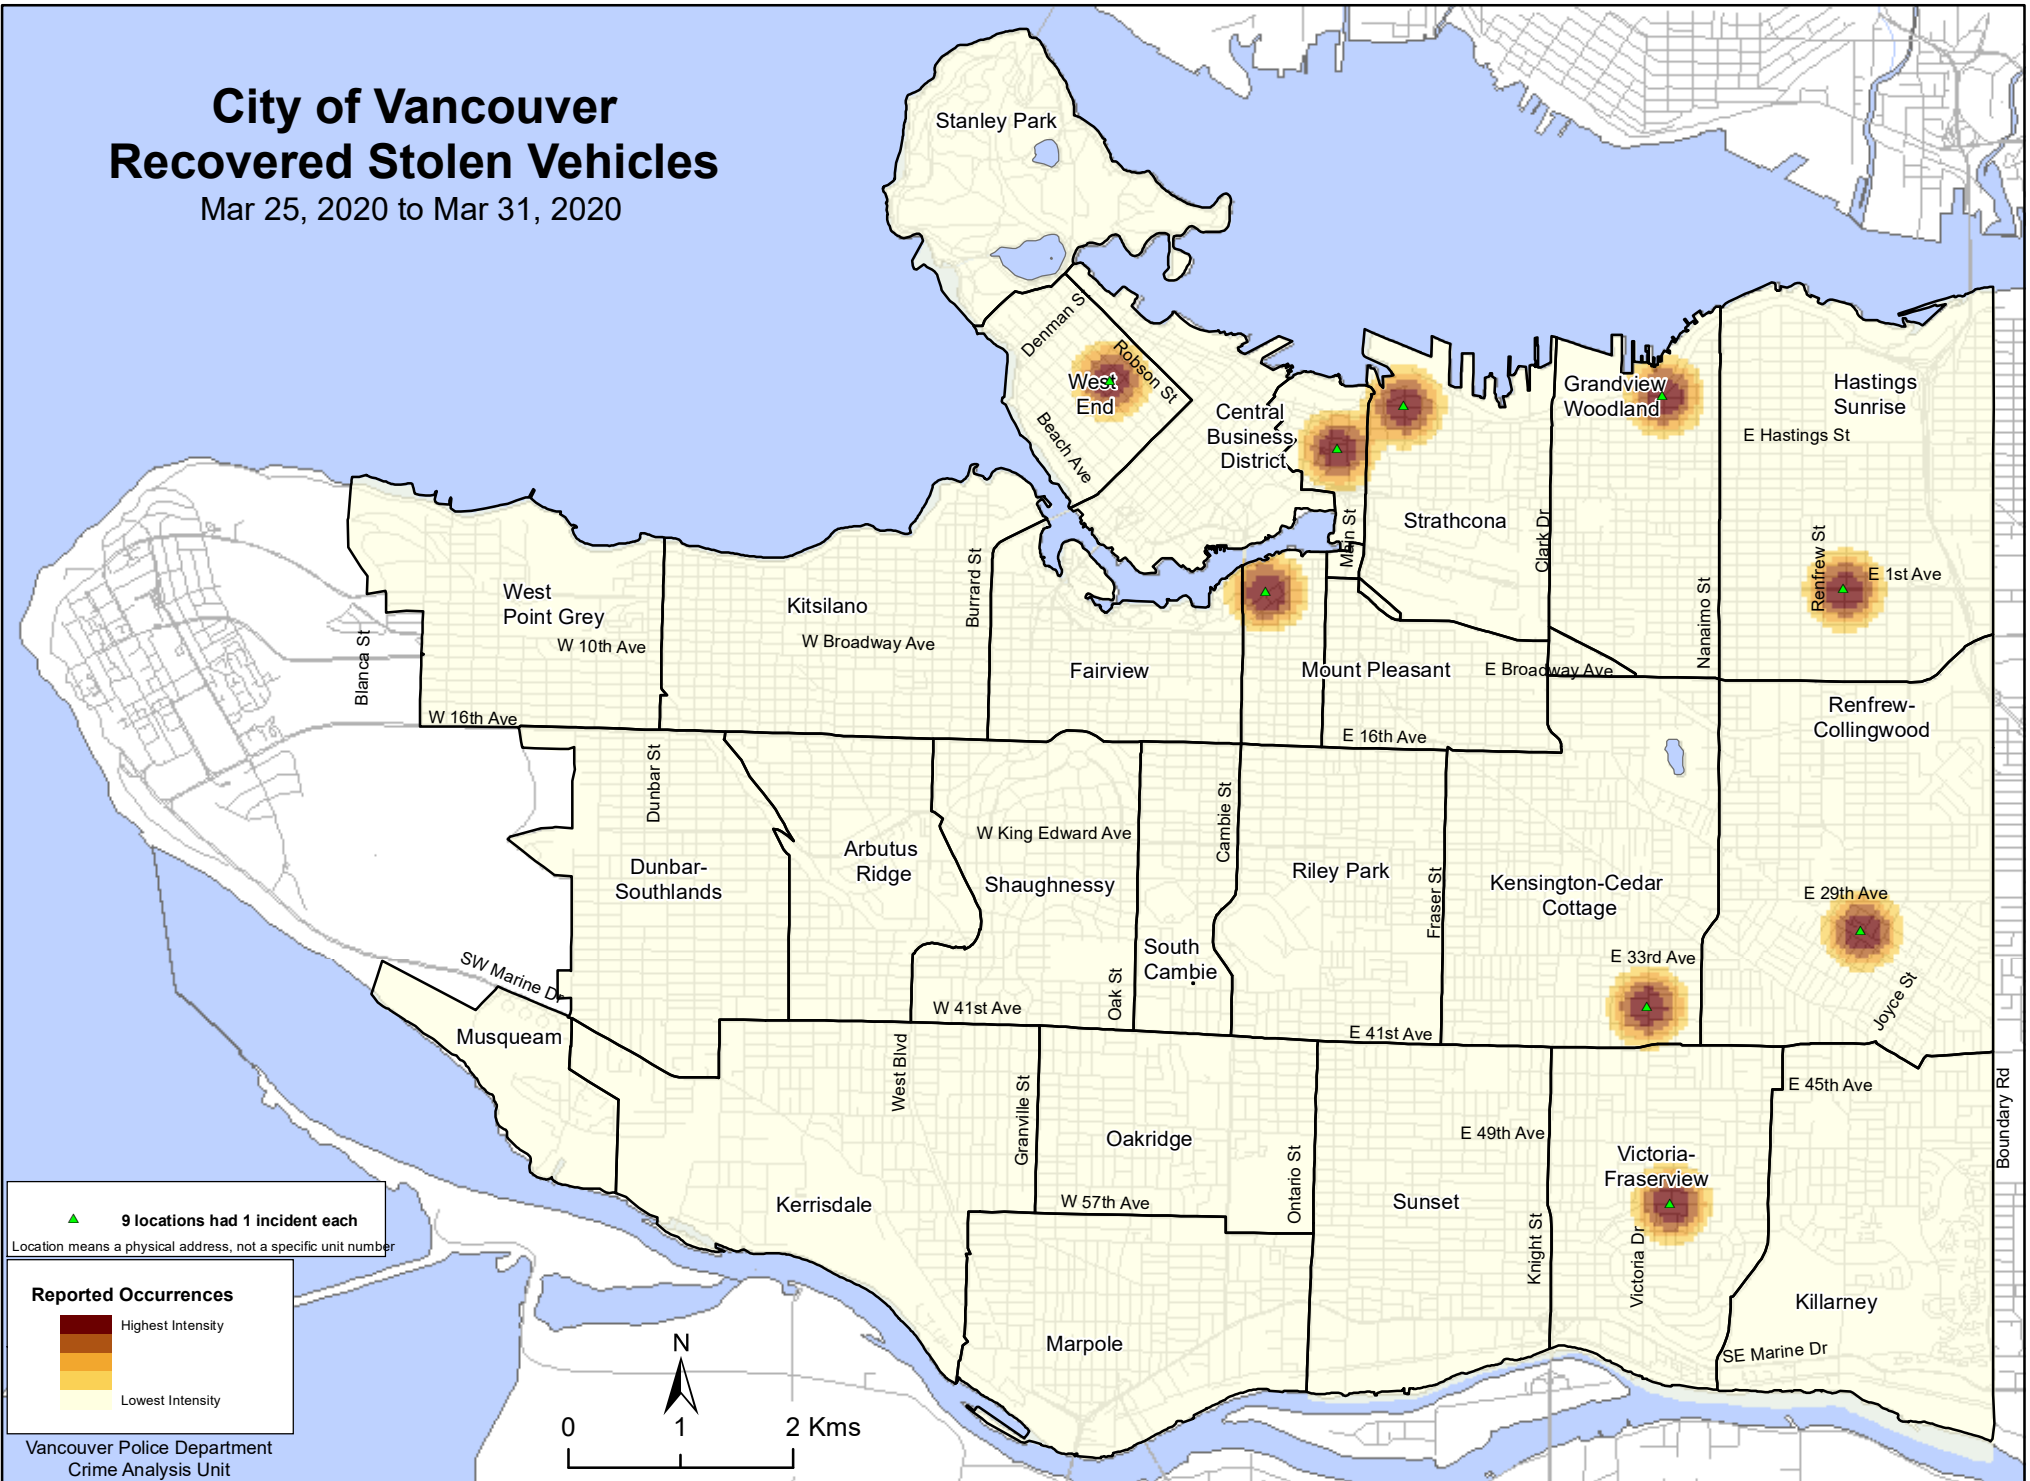 City of Vancouver
Recovered Stolen Vehicles
Mar 25, 2020 to Mar 31, 2020
Stanley Park
Denman St
Robson St
West
End
Beach Ave
Central
Business
District
Grandview
Woodland
Hastings
Sunrise
E Hastings St
Strathcona
Main St
Clark Dr
Nanaimo St
Renfrew St
E 1st Ave
West
Point Grey
W 10th Ave
Blanca St
W 16th Ave
Kitsilano
W Broadway Ave
Burrard St
Fairview
Mount Pleasant
E Broadway Ave
E 16th Ave
Renfrew-
Collingwood
Dunbar St
Dunbar-
Southlands
Arbutus
Ridge
W King Edward Ave
Shaughnessy
Cambie St
South
Cambie
Oak St
W 41st Ave
Riley Park
Fraser St
Kensington-Cedar
Cottage
E 33rd Ave
E 29th Ave
Joyce St
E 41st Ave
SW Marine Dr
Musqueam
West Blvd
Granville St
Kerrisdale
Oakridge
W 57th Ave
Ontario St
Sunset
E 49th Ave
Knight St
Victoria-
Fraserview
Victoria Dr
E 45th Ave
Boundary Rd
Killarney
SE Marine Dr
Marpole
9 locations had 1 incident each
Location means a physical address, not a specific unit number
Reported Occurrences
Highest Intensity
Lowest Intensity
Vancouver Police Department
Crime Analysis Unit
N
0 1 2 Kms